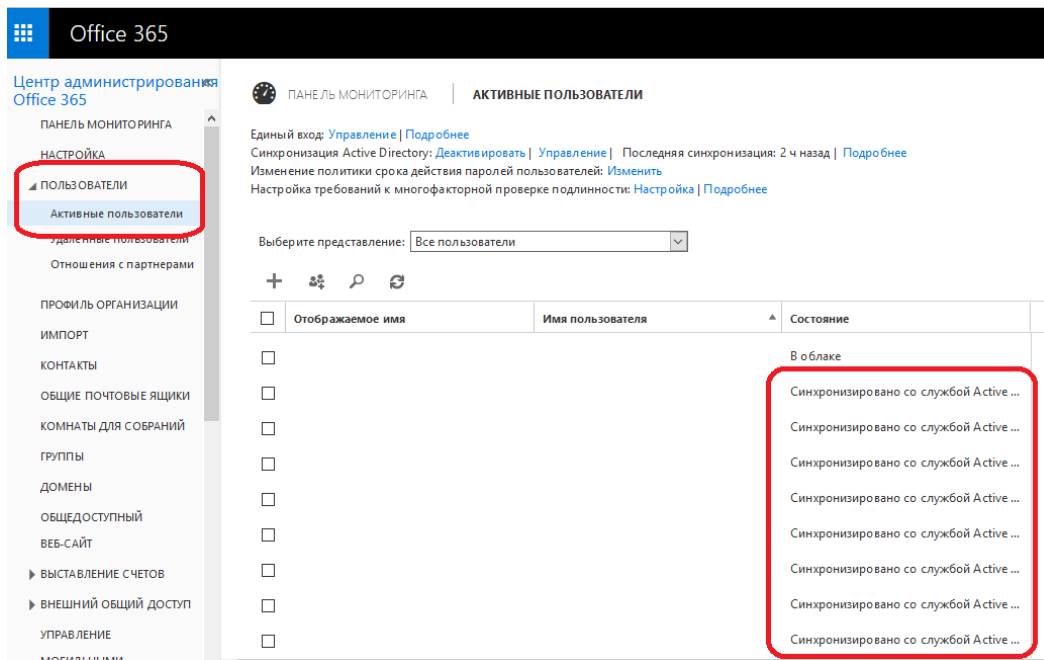 Office 365
Центр администрирования
Office 365
ПАНЕЛЬ МОНИТОРИНГА
НАСТРОЙКА
ПОЛЬЗОВАТЕЛИ
Активные пользователи
Удаленные пользователи
Отношения с партнерами
ПРОФИЛЬ ОРГАНИЗАЦИИ
ИМПОРТ
КОНТАКТЫ
ОБЩИЕ ПОЧТОВЫЕ ЯЩИКИ
КОМНАТЫ ДЛЯ СОБРАНИЙ
ГРУППЫ
ДОМЕНЫ
ОБЩЕДОСТУПНЫЙ
ВЕБ-САЙТ
ВЫСТАВЛЕНИЕ СЧЕТОВ
ВНЕШНИЙ ОБЩИЙ ДОСТУП
УПРАВЛЕНИЕ
МОБИЛЬНЫМИ
ПАНЕЛЬ МОНИТОРИНГА | АКТИВНЫЕ ПОЛЬЗОВАТЕЛИ
Единый вход: Управление | Подробнее
Синхронизация Active Directory: Деактивировать | Управление | Последняя синхронизация: 2 ч назад | Подробнее
Изменение политики срока действия паролей пользователей: Изменить
Настройка требований к многофакторной проверке подлинности: Настройка | Подробнее
Выберите представление: Все пользователи
Отображаемое имя Имя пользователя Состояние
В облаке
Синхронизировано со службой Active ...
Синхронизировано со службой Active ...
Синхронизировано со службой Active ...
Синхронизировано со службой Active ...
Синхронизировано со службой Active ...
Синхронизировано со службой Active ...
Синхронизировано со службой Active ...
Синхронизировано со службой Active ...